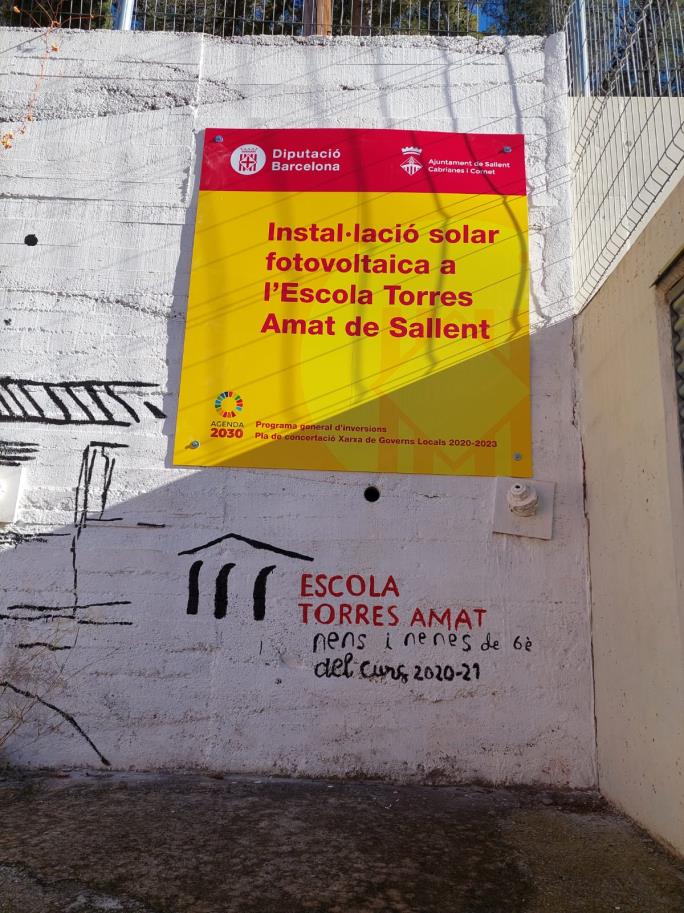 Diputació
Barcelona
Ajuntament de Sallent
Cabrianes i Cornet
Instal·lació solar
fotovoltaica a
l'Escola Torres
Amat de Sallent
AGENDA
2030
Programa general d'inversions
Pla de concertació Xarxa de Governs Locals 2020-2023
ESCOLA
TORRES AMAT
nens i nenes de 6è
del curs 2020-21